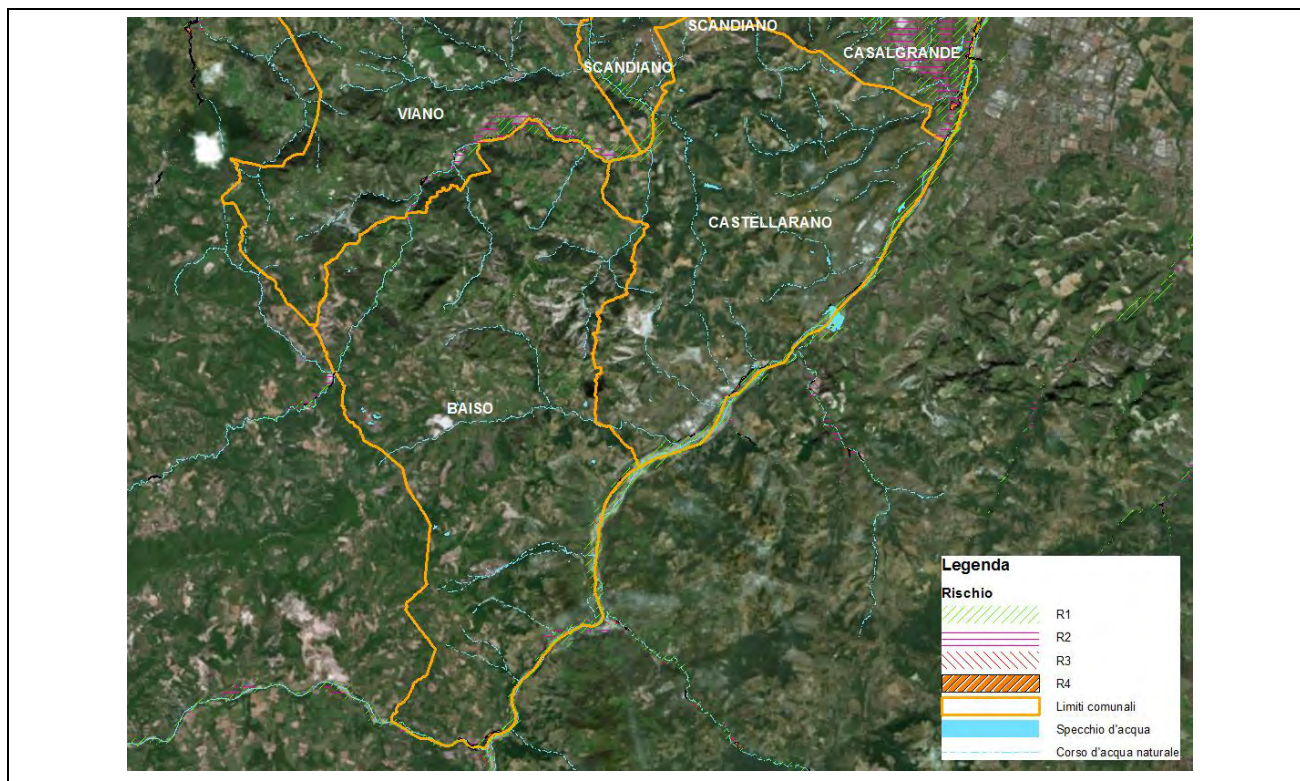 SCANDIANO
CASALGRANDE
SCANDIANO
VIANO
CASTELLARANO
BAISO
Legenda
Rischio
R1
R2
R3
R4
Limiti comunali
Specchio d'acqua
Corso d'acqua naturale